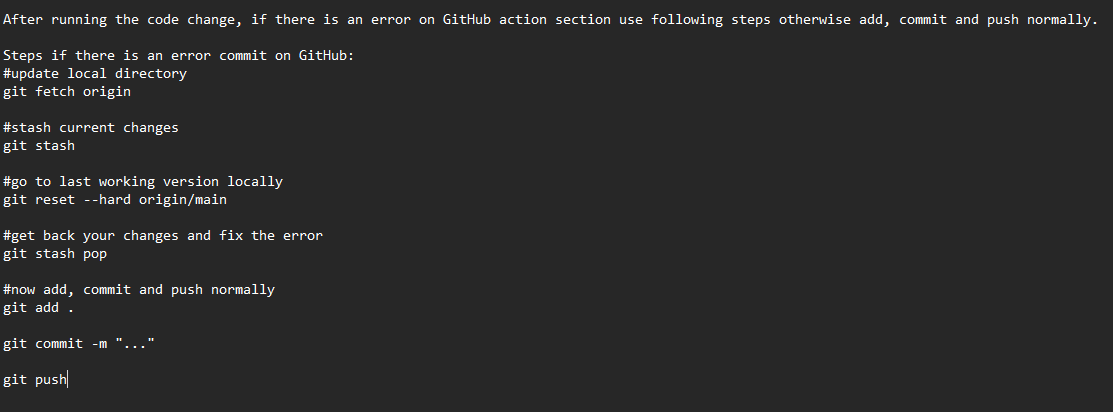 After running the code change, if there is an error on GitHub action section use following steps otherwise add, commit and push normally.
Steps if there is an error commit on GitHub:
#update local directory
git fetch origin
#stash current changes
git stash
#go to last working version locally
git reset --hard origin/main
#get back your changes and fix the error
git stash pop
#now add, commit and push normally
git add .
git commit -m "..."
git push